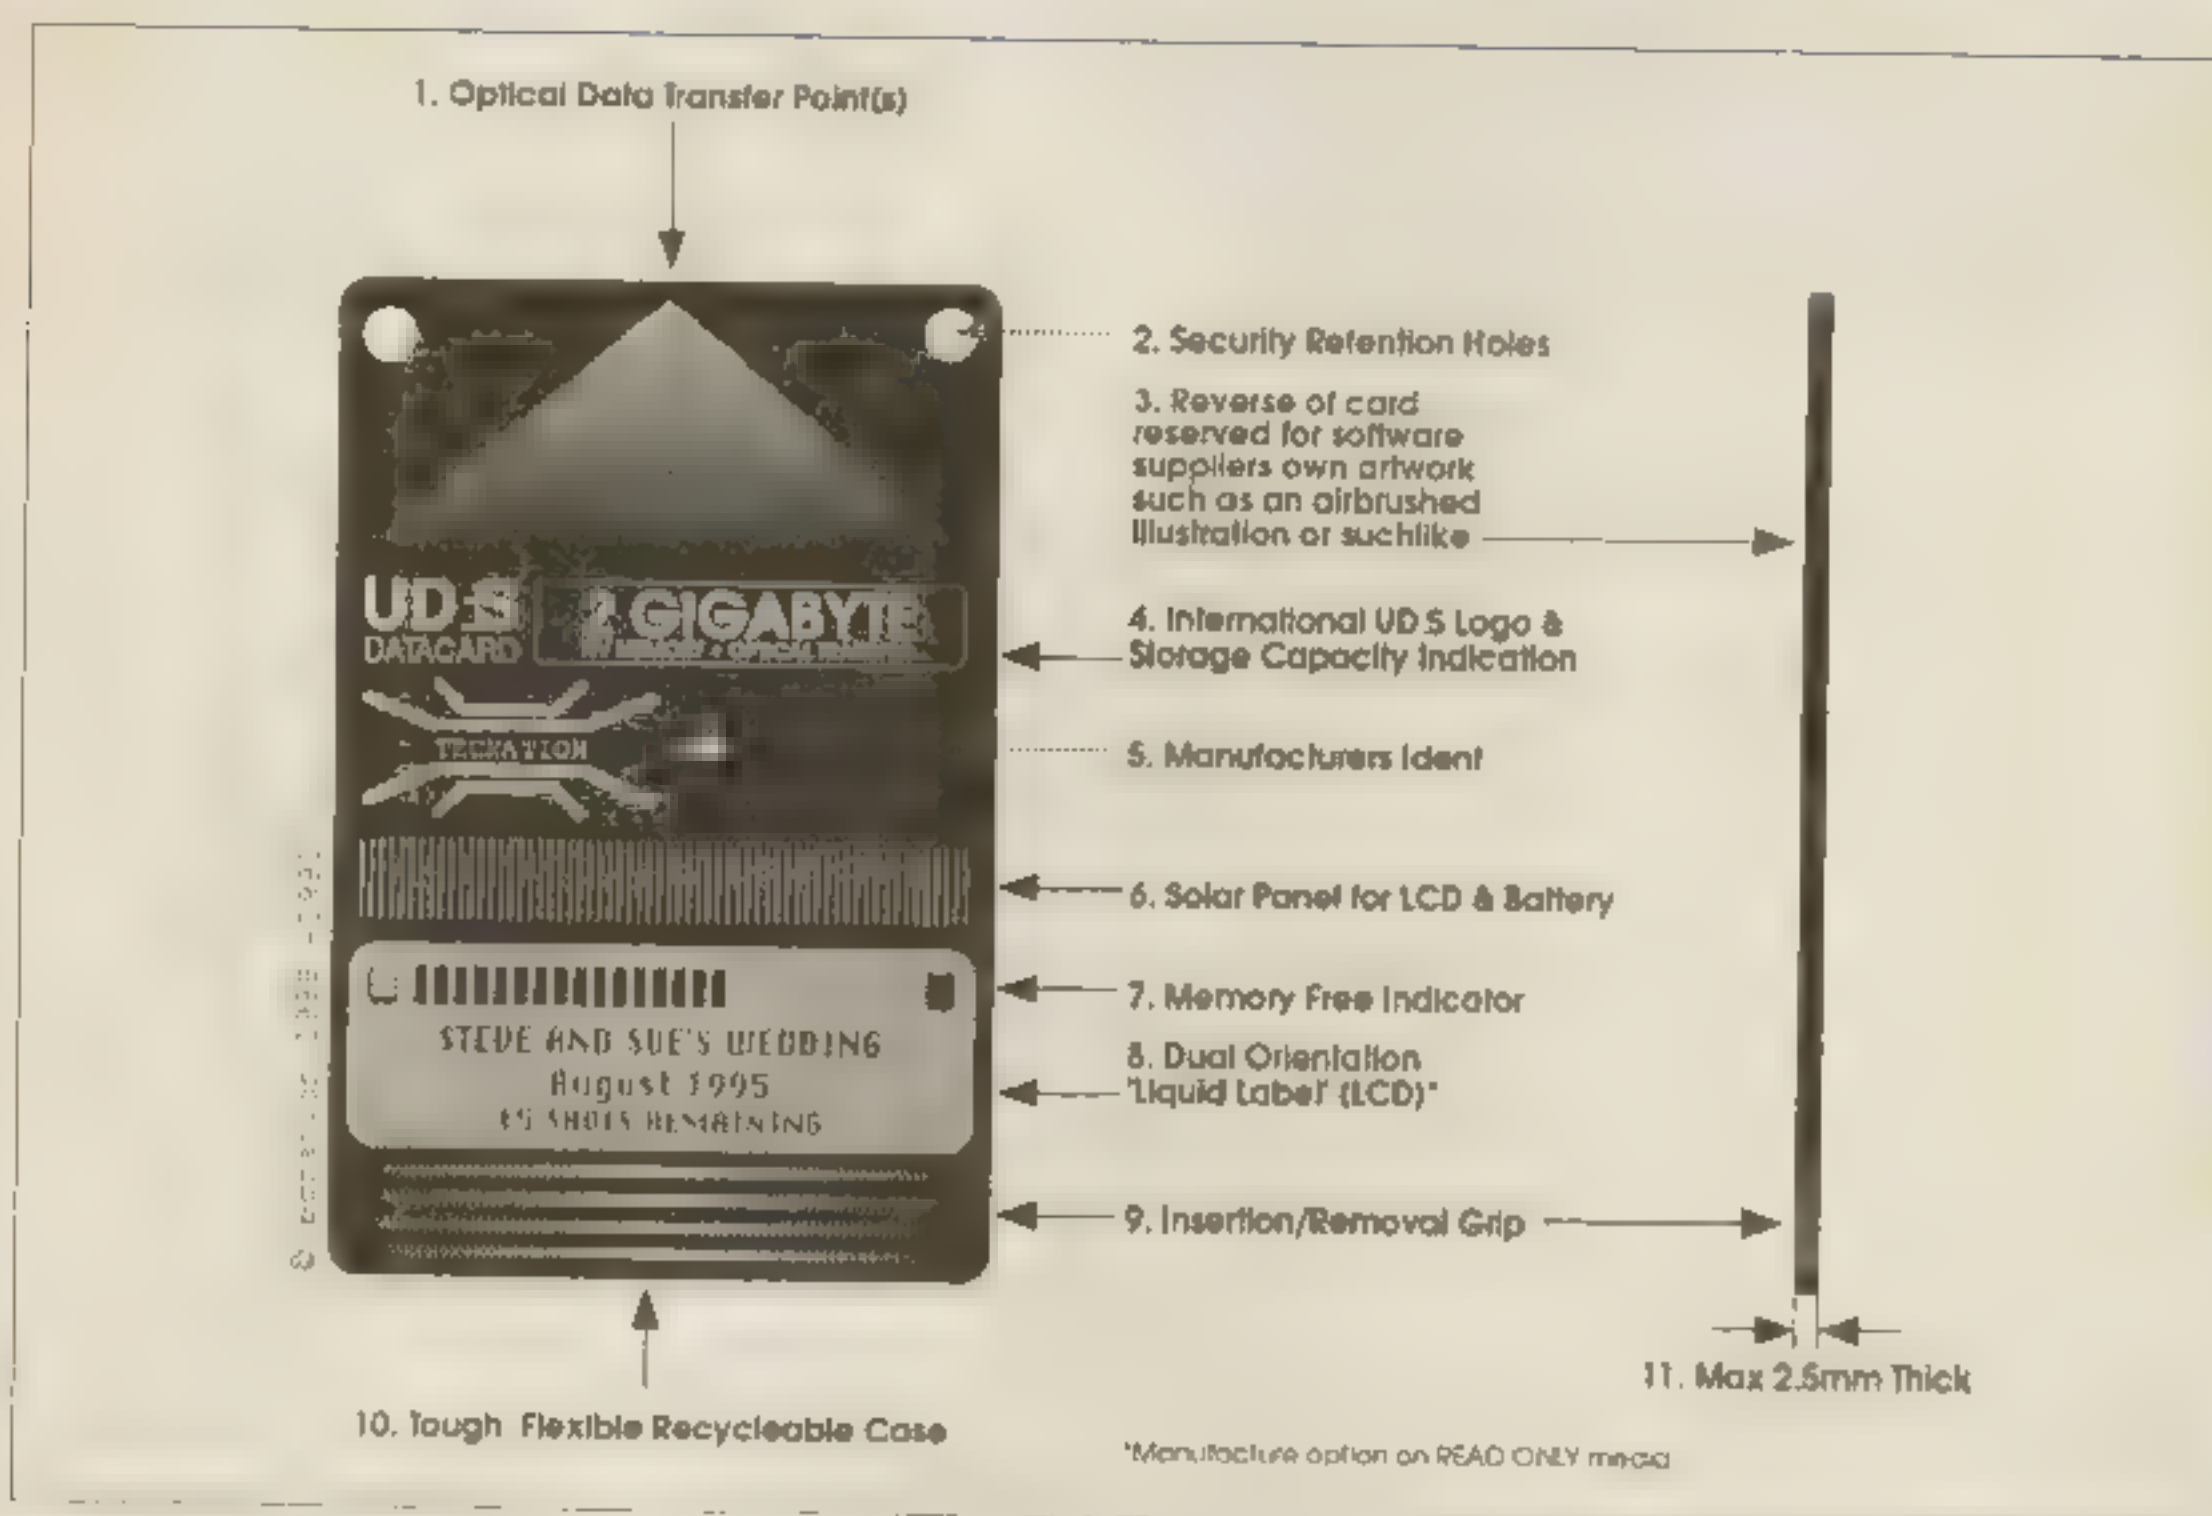 1. Optical Data Transfer Point(s)
2. Security Retention Holes
3. Reverse of card
reserved for software
suppliers own artwork
such as an airbrushed
illustration or suchlike
UD:S
GIGABYTE
DATACARD
4. International UD:S Logo &
Storage Capacity Indication
TECKATION
5. Manufacturers Ident
6. Solar Panel for LCD & Battery
7. Memory Free Indicator
STEVE AND SUE'S WEDDING
August 1995
SHOTS REMAINING
8. Dual Orientation
'Liquid Label' (LCD)*
9. Insertion/Removal Grip
10. Tough Flexible Recycleable Case
11. Max 2.5mm Thick
*Manufacture option on READ ONLY media